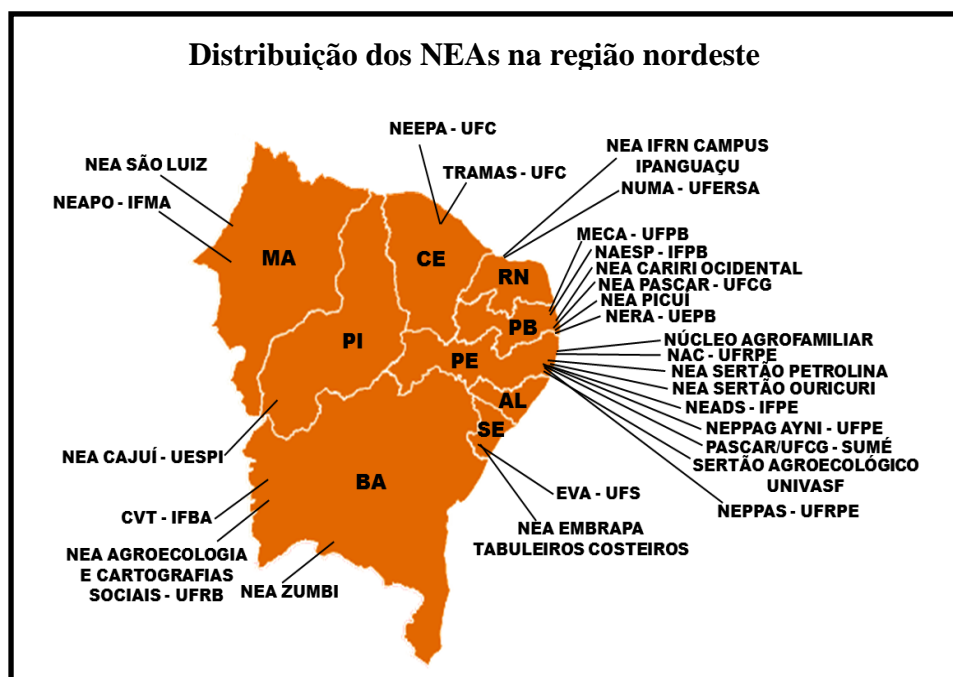 Distribuição dos NEAs na região nordeste
NEEPA - UFC
NEA IFRN CAMPUS
IPANGUAÇU
NEA SÃO LUIZ
TRAMAS - UFC
NUMA - UFERSA
NEAPO - IFMA
MECA - UFPB
NAESP - IFPB
NEA CARIRI OCIDENTAL
NEA PASCAR - UFCG
NEA PICUÍ
NERA - UEPB
MA
CE
RN
PB
PI
PE
AL
SE
BA
NÚCLEO AGROFAMILIAR
NAC - UFRPE
NEA SERTÃO PETROLINA
NEA SERTÃO OURICURI
NEADS - IFPE
NEPPAG AYNI - UFPE
PASCAR/UFCG - SUMÉ
SERTÃO AGROECOLÓGICO
UNIVASF
NEPPAS - UFRPE
NEA CAJUÍ - UESPI
EVA - UFS
CVT - IFBA
NEA EMBRAPA
TABULEIROS COSTEIROS
NEA AGROECOLOGIA
E CARTOGRAFIAS
SOCIAIS - UFRB
NEA ZUMBI